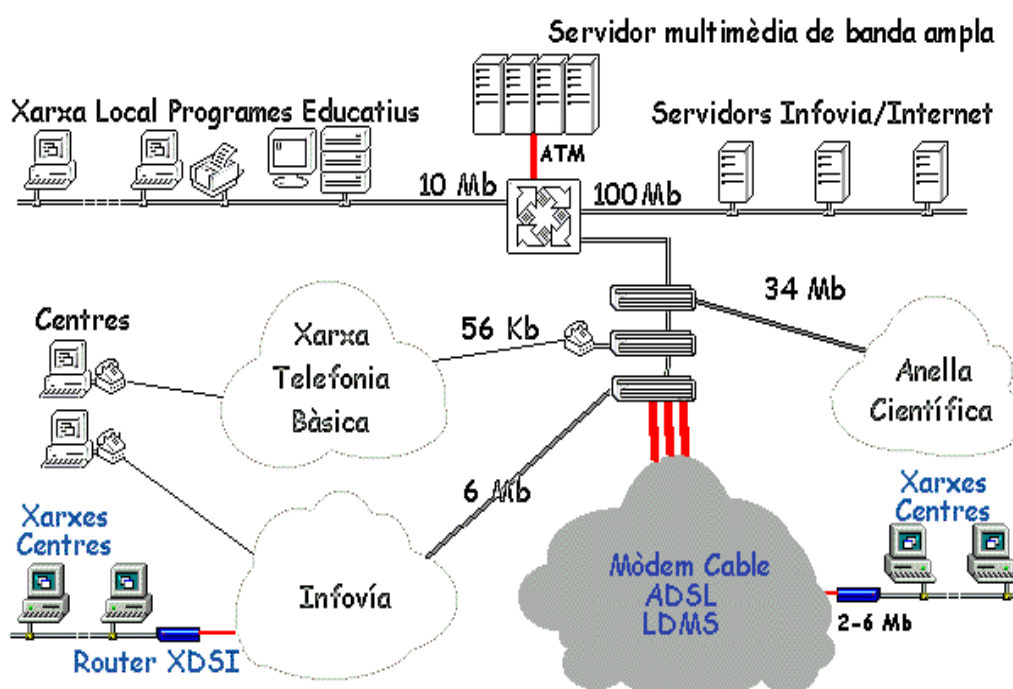 Servidor multimèdia de banda ampla
Xarxa Local Programes Educatius
Servidors Infovia/Internet
ATM
10 Mb
100 Mb
34 Mb
Centres
Xarxa
Telefonia
Bàsica
56 Kb
Anella
Científica
6 Mb
Xarxes
Centres
Xarxes
Centres
Infovía
Mòdem Cable
ADSL
LDMS
2-6 Mb
Router XDSI